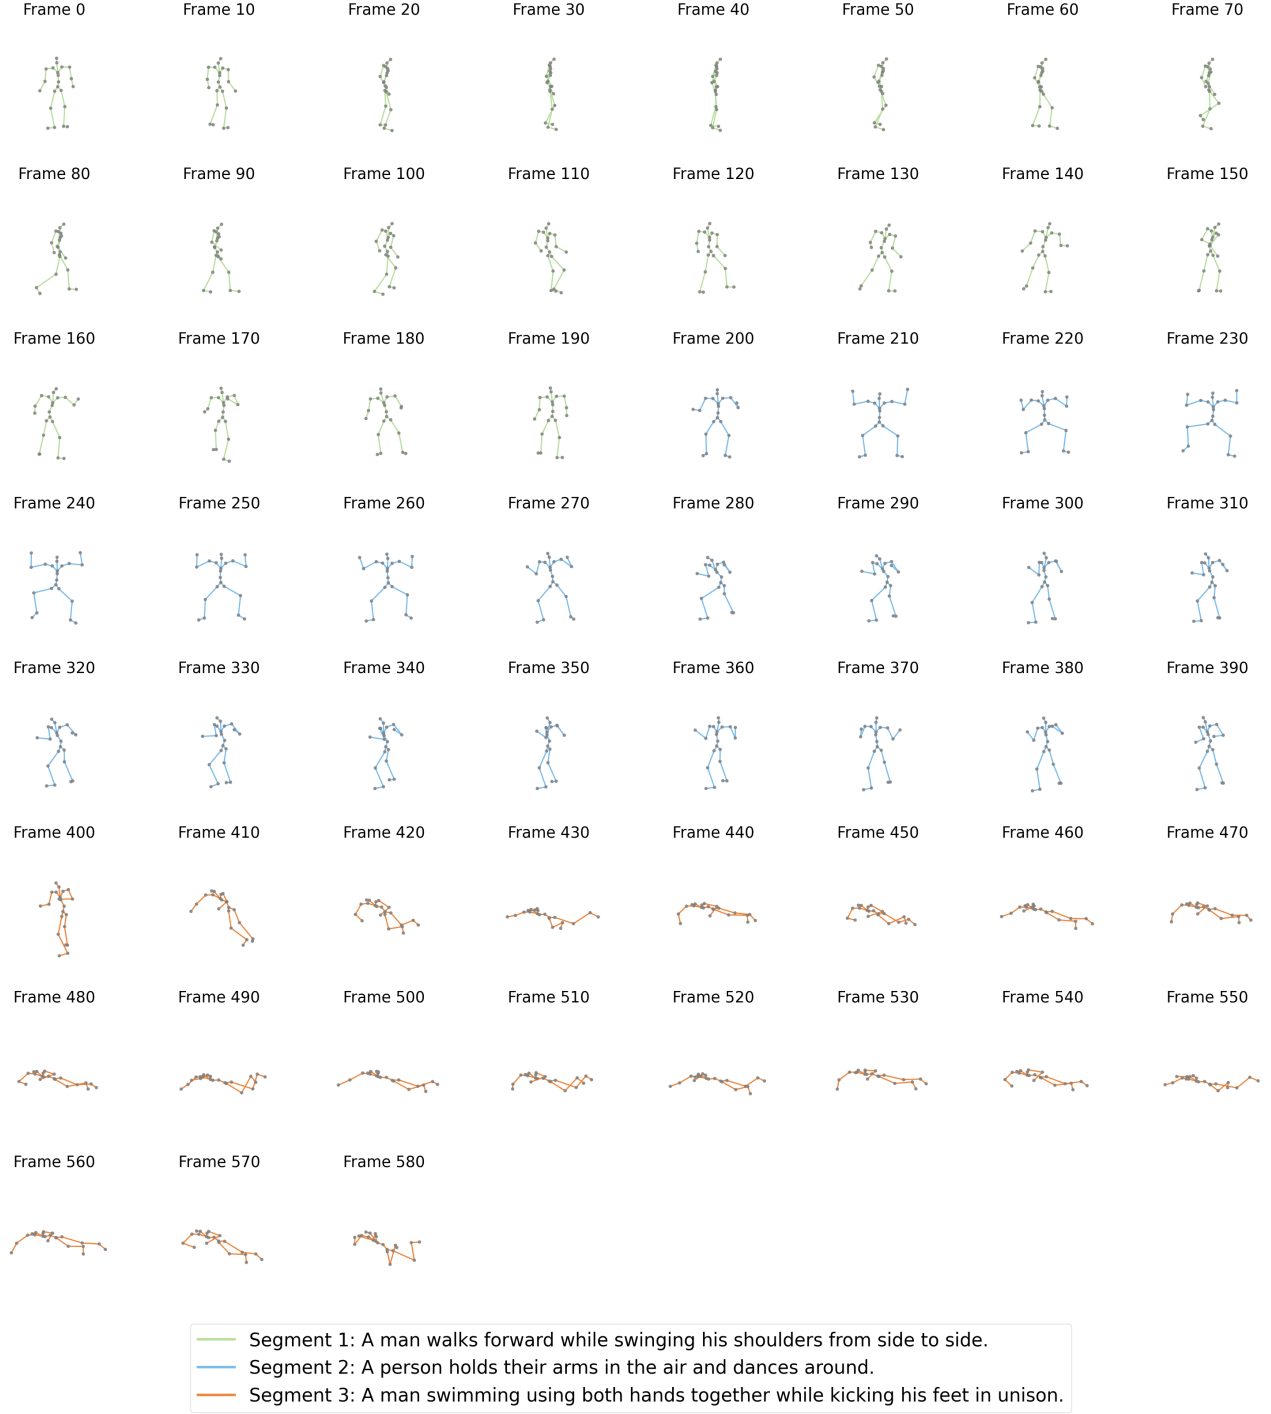 Frame 0 Frame 10 Frame 20 Frame 30 Frame 40 Frame 50 Frame 60 Frame 70
Frame 80 Frame 90 Frame 100 Frame 110 Frame 120 Frame 130 Frame 140 Frame 150
Frame 160 Frame 170 Frame 180 Frame 190 Frame 200 Frame 210 Frame 220 Frame 230
Frame 240 Frame 250 Frame 260 Frame 270 Frame 280 Frame 290 Frame 300 Frame 310
Frame 320 Frame 330 Frame 340 Frame 350 Frame 360 Frame 370 Frame 380 Frame 390
Frame 400 Frame 410 Frame 420 Frame 430 Frame 440 Frame 450 Frame 460 Frame 470
Frame 480 Frame 490 Frame 500 Frame 510 Frame 520 Frame 530 Frame 540 Frame 550
Frame 560 Frame 570 Frame 580
Segment 1: A man walks forward while swinging his shoulders from side to side.
Segment 2: A person holds their arms in the air and dances around.
Segment 3: A man swimming using both hands together while kicking his feet in unison.